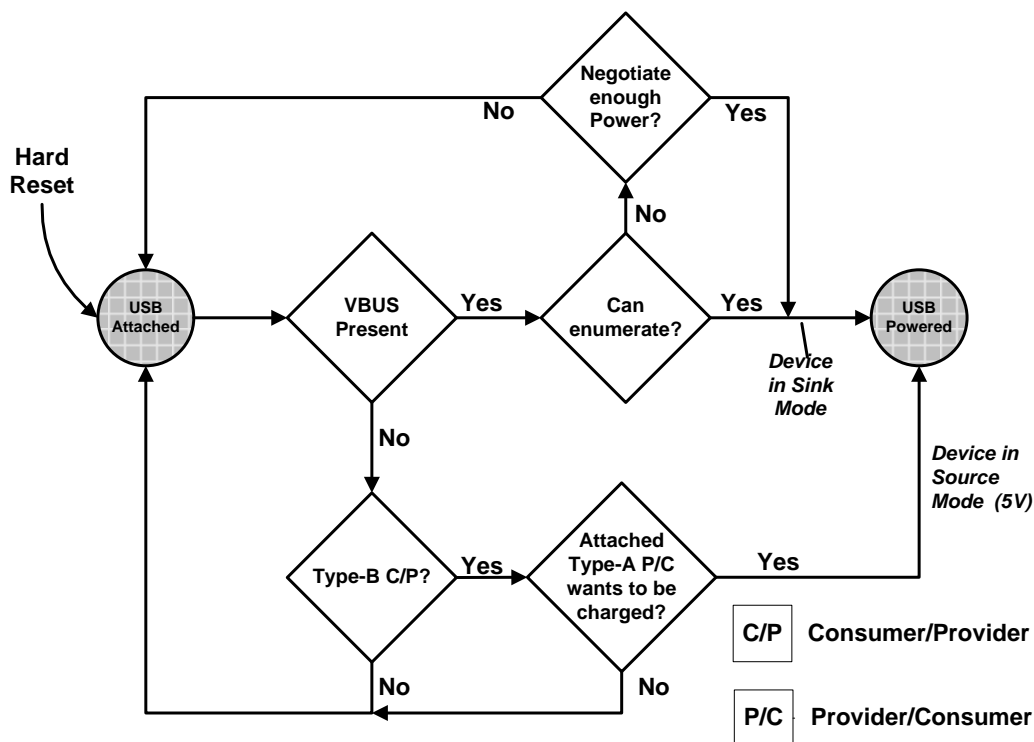 Negotiate
enough
Power?
No
Yes
Hard
Reset
No
USB
Attached
VBUS
Present
Yes
Can
enumerate?
Yes
USB
Powered
Device
in Sink
Mode
No
Device in
Source
Mode (5V)
Type-B C/P?
Yes
Attached
Type-A P/C
wants to be
charged?
Yes
No
No
C/P
Consumer/Provider
P/C
Provider/Consumer